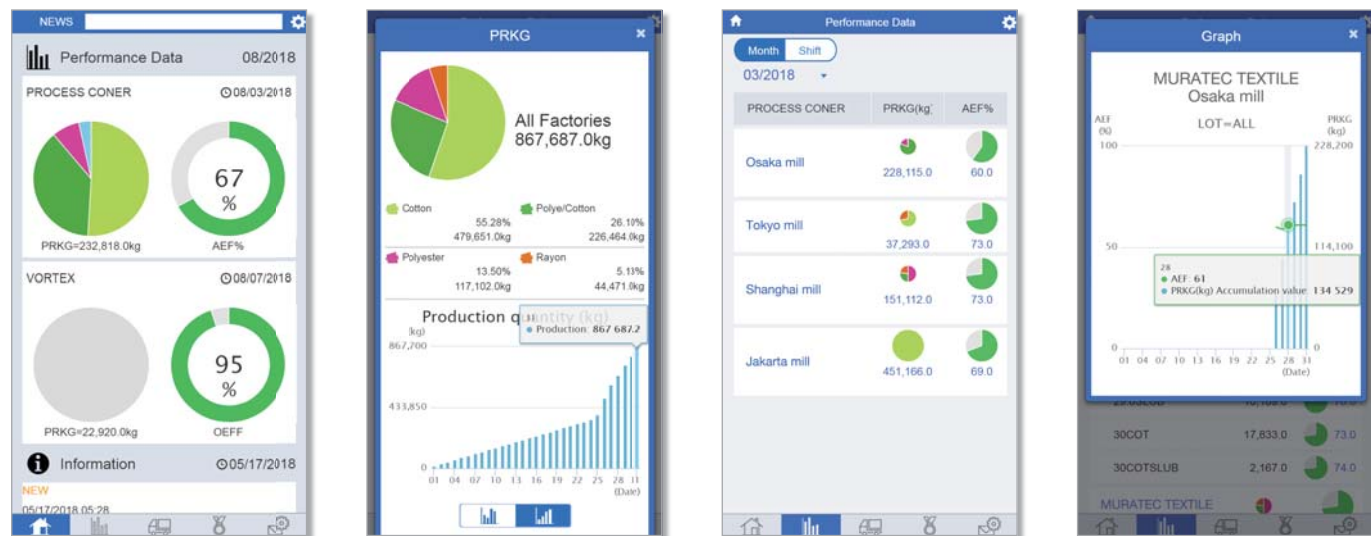 NEWS
Performance Data 08/2018
PROCESS CONER 08/03/2018
67
%
PRKG=232,818.0kg AEF%
VORTEX 08/07/2018
95
%
PRKG=22,920.0kg OEFF
Information 05/17/2018
NEW
05/17/2018 05:28
PRKG ×
All Factories
867,687.0kg
Cotton Polye/Cotton
55.28% 26.10%
479,651.0kg 226,464.0kg
Polyester Rayon
13.50% 5.13%
117,102.0kg 44,471.0kg
Production quantity (kg)
(kg)
31
Production: 867 687.2
867,700
433,850
0
01 04 07 10 13 16 19 22 25 28 31
(Date)
Performance Data
Month Shift
03/2018
PROCESS CONER PRKG(kg) AEF%
Osaka mill 228,115.0 60.0
Tokyo mill 37,293.0 73.0
Shanghai mill 151,112.0 73.0
Jakarta mill 451,166.0 69.0
Graph ×
MURATEC TEXTILE
Osaka mill
LOT=ALL
AEF PRKG
(%) (kg)
100 228,200
50 114,100
28
AEF: 61
PRKG(kg) Accumulation value: 134 529
0 0
01 04 07 10 13 16 19 22 25 28 31
(Date)
30COT 17,833.0 73.0
30COTSLUB 2,167.0 74.0
MURATEC TEXTILE